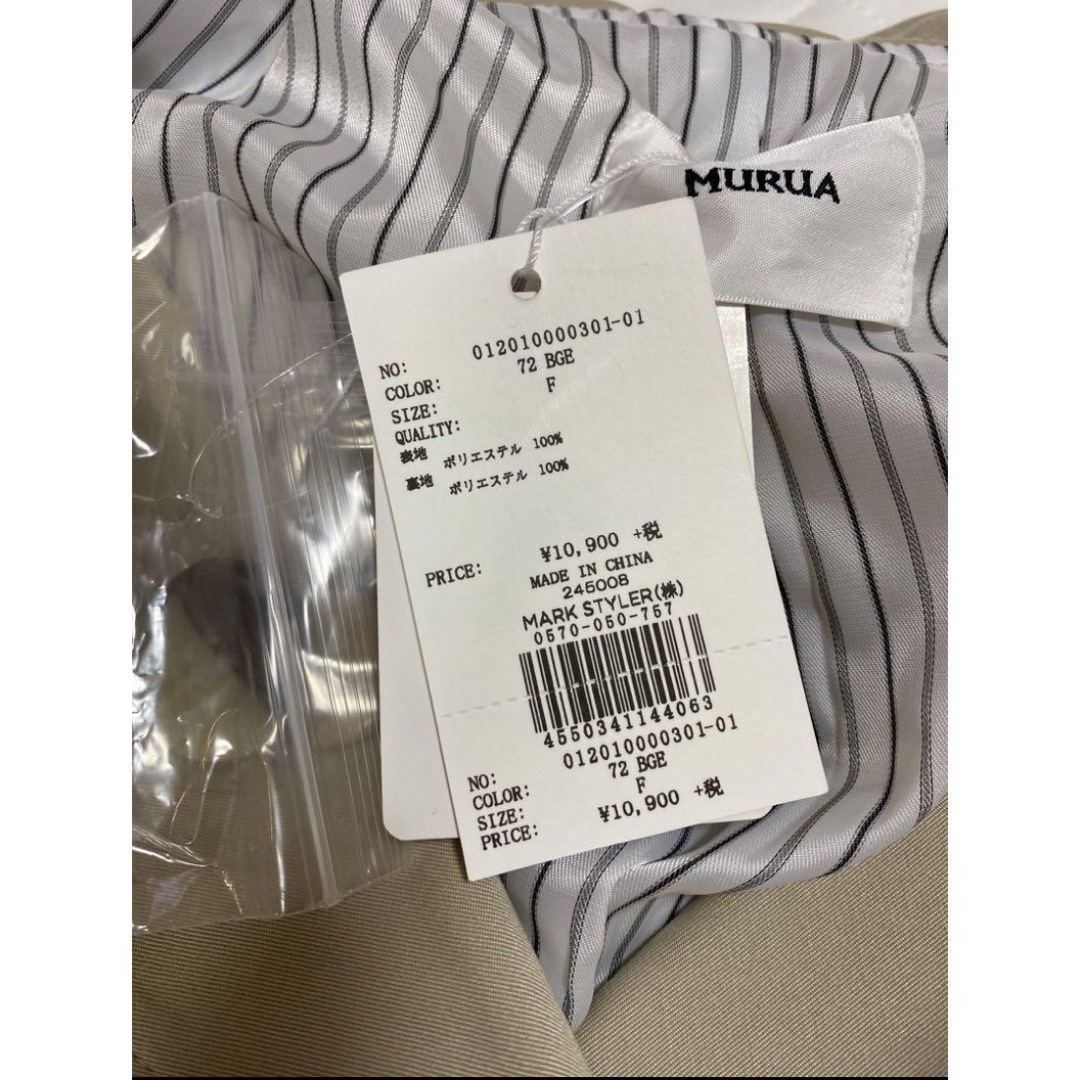 MURUA
NO: 012010000301-01
COLOR: 72 BGE
SIZE: F
QUALITY:
表地 ポリエステル 100%
裏地 ポリエステル 100%
PRICE: ¥10,900 +税
MADE IN CHINA
245008
MARK STYLER(株)
0570-050-757
4550341144063
NO: 012010000301-01
COLOR: 72 BGE
SIZE: F
PRICE: ¥10,900 +税